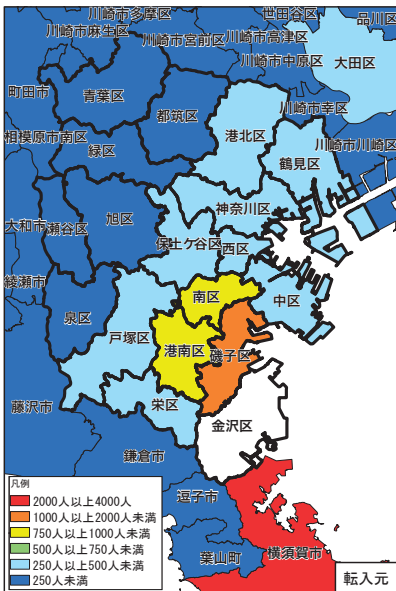 川崎市多摩区
世田谷区
品川区
川崎市麻生区
川崎市宮前区
川崎市高津区
川崎市中原区
大田区
町田市
青葉区
都筑区
川崎市幸区
港北区
相模原市南区
緑区
川崎市川崎区
鶴見区
神奈川区
大和市
瀬谷区
旭区
保土ケ谷区
西区
綾瀬市
泉区
南区
中区
戸塚区
港南区
磯子区
藤沢市
栄区
金沢区
鎌倉市
逗子市
葉山町
横須賀市
凡例
2000人以上4000人
1000人以上2000人未満
750人以上1000人未満
500人以上750人未満
250人以上500人未満
250人未満
転入元